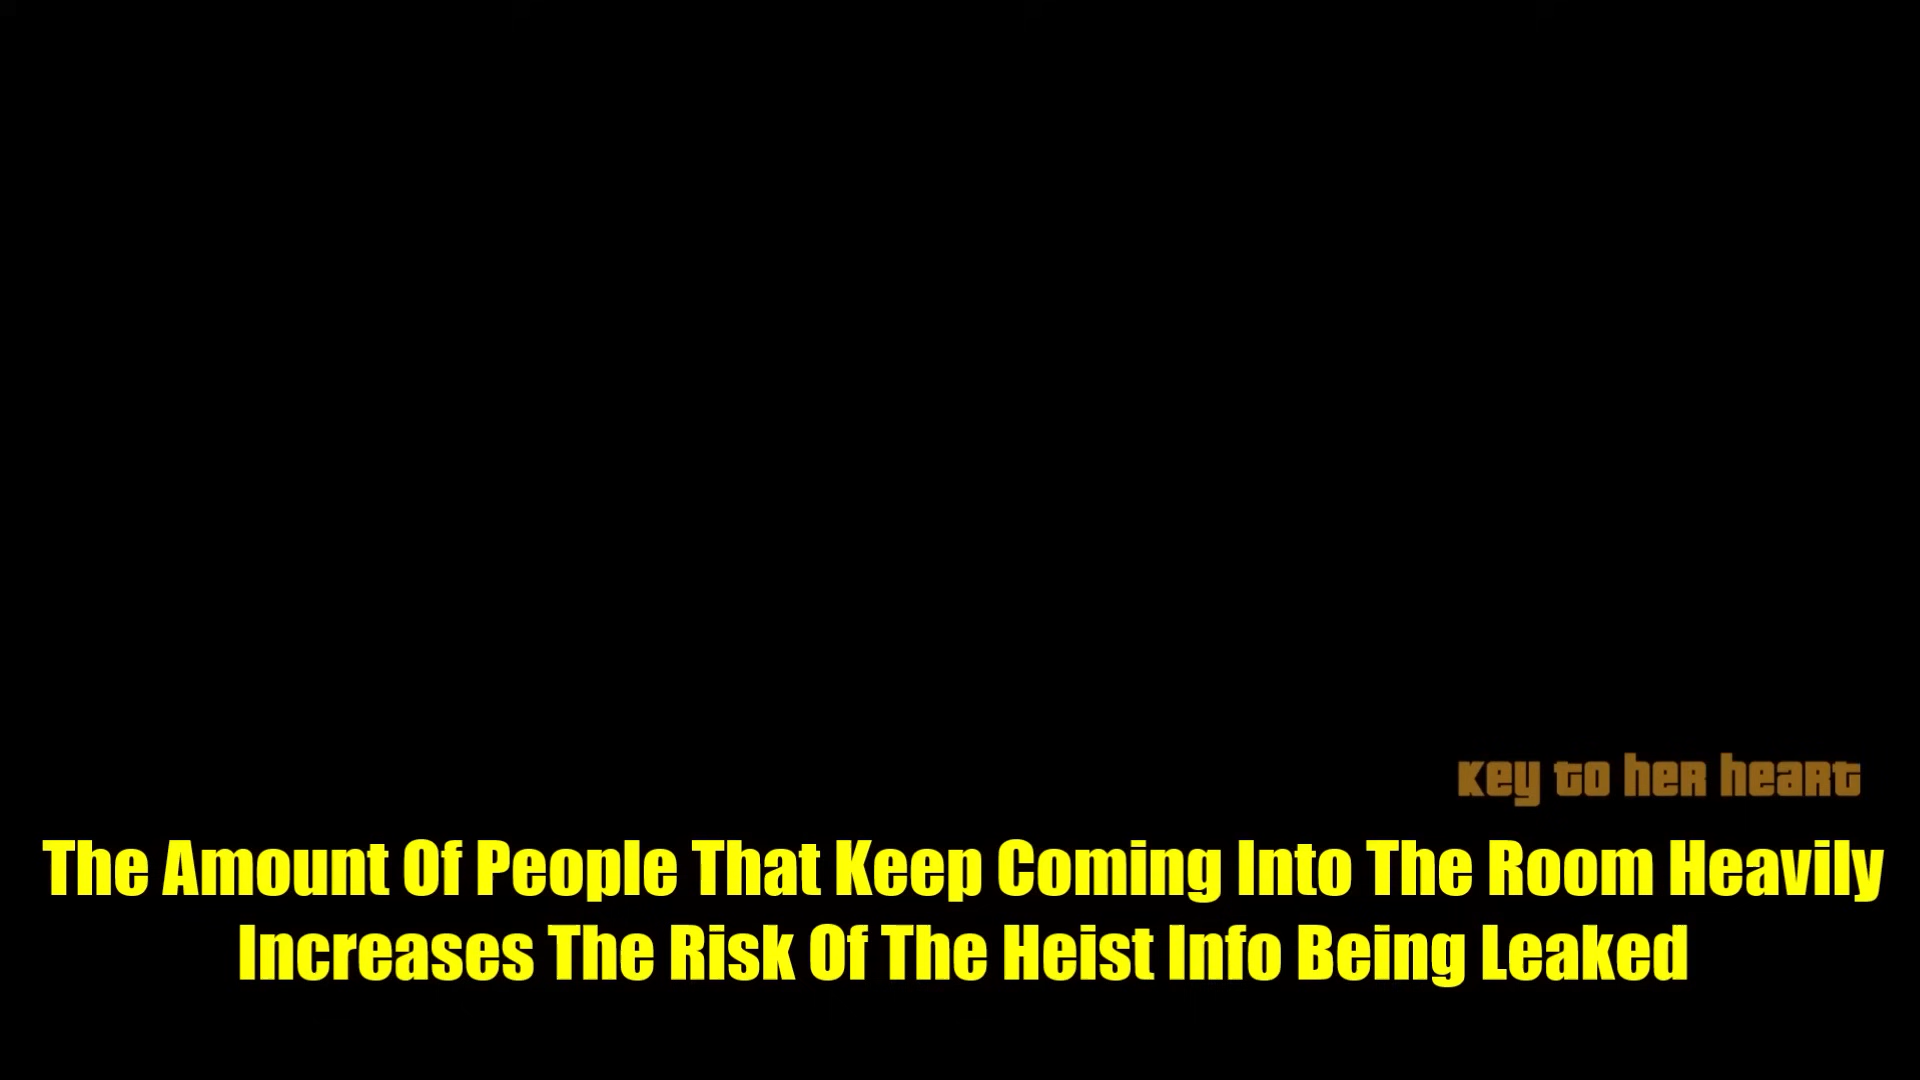 Key To Her Heart
The Amount Of People That Keep Coming Into The Room Heavily
Increases The Risk Of The Heist Info Being Leaked